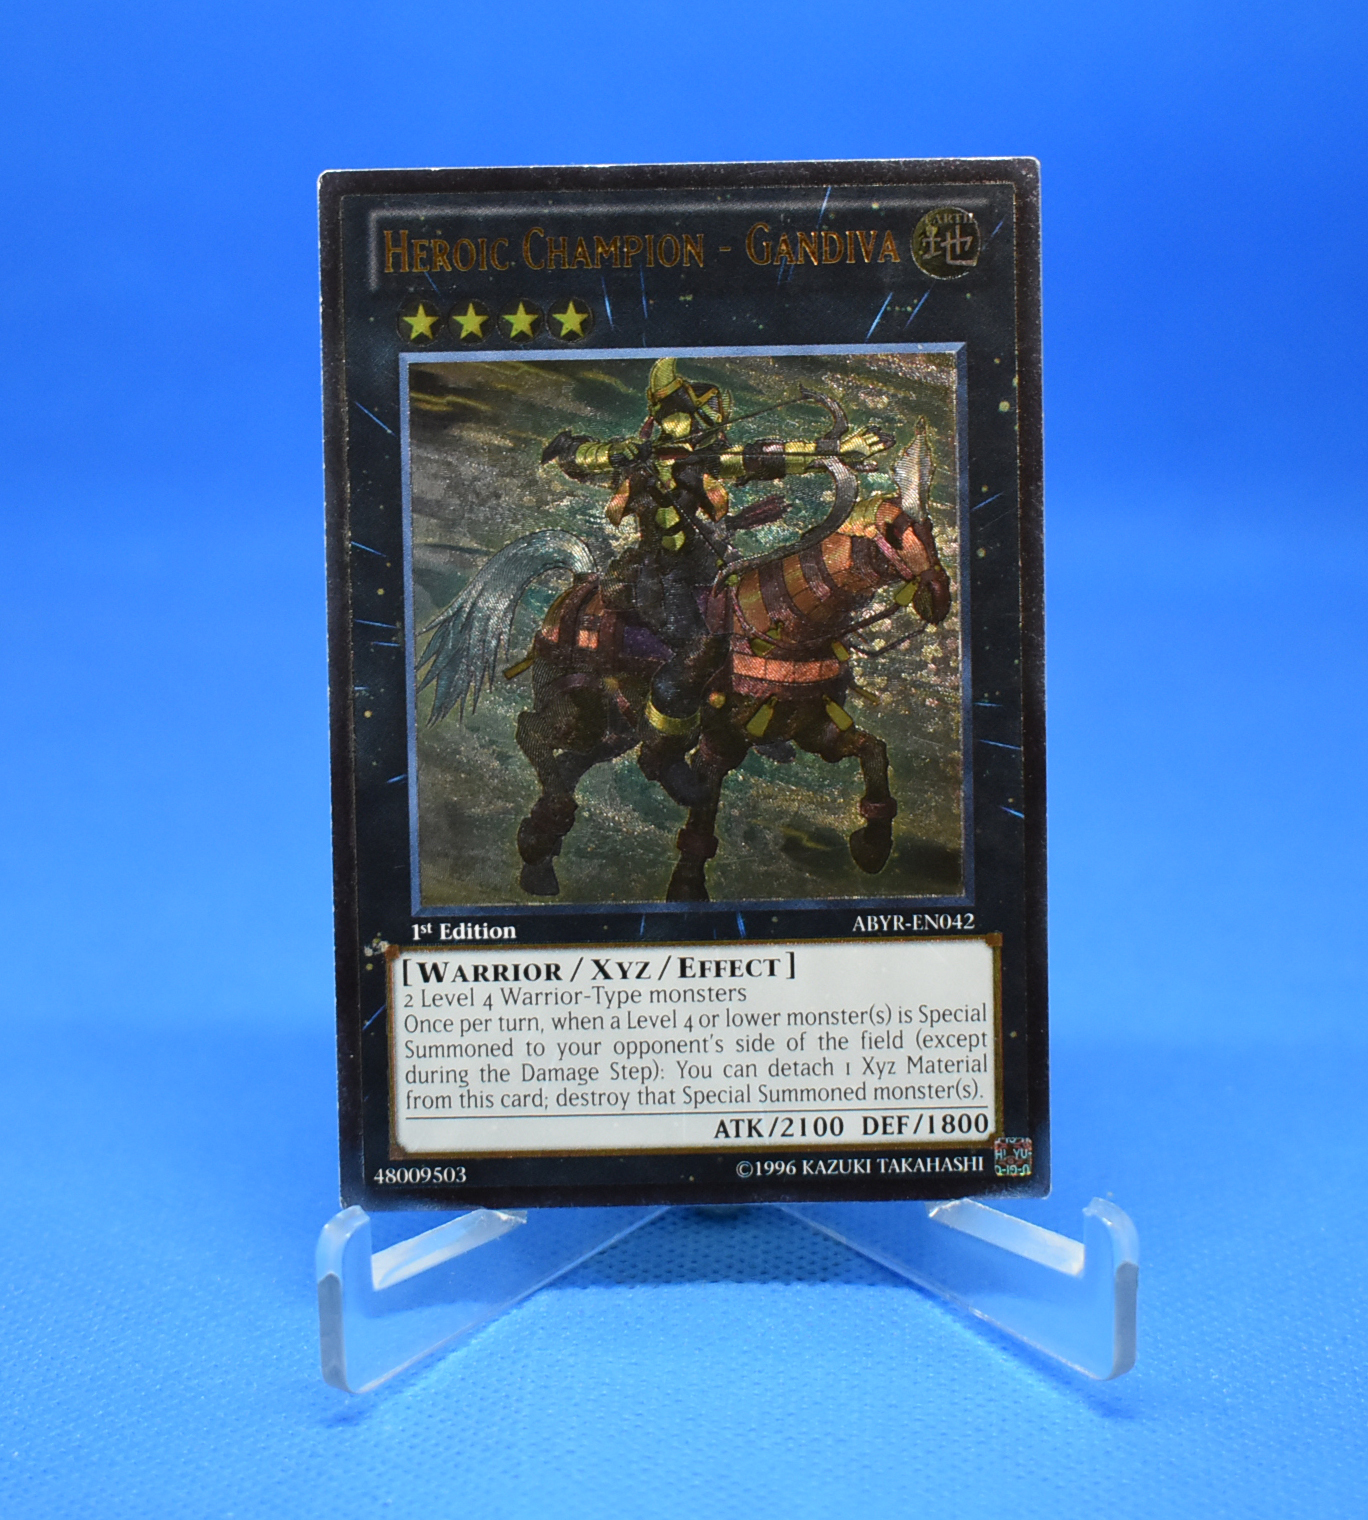 HEROIC CHAMPION - GANDIVA
EARTH
地
1st Edition
ABYR-EN042
[WARRIOR/XYZ/EFFECT]
2 Level 4 Warrior-Type monsters
Once per turn, when a Level 4 or lower monster(s) is Special
Summoned to your opponent's side of the field (except
during the Damage Step): You can detach 1 Xyz Material
from this card; destroy that Special Summoned monster(s).
ATK/2100 DEF/1800
48009503
©1996 KAZUKI TAKAHASHI